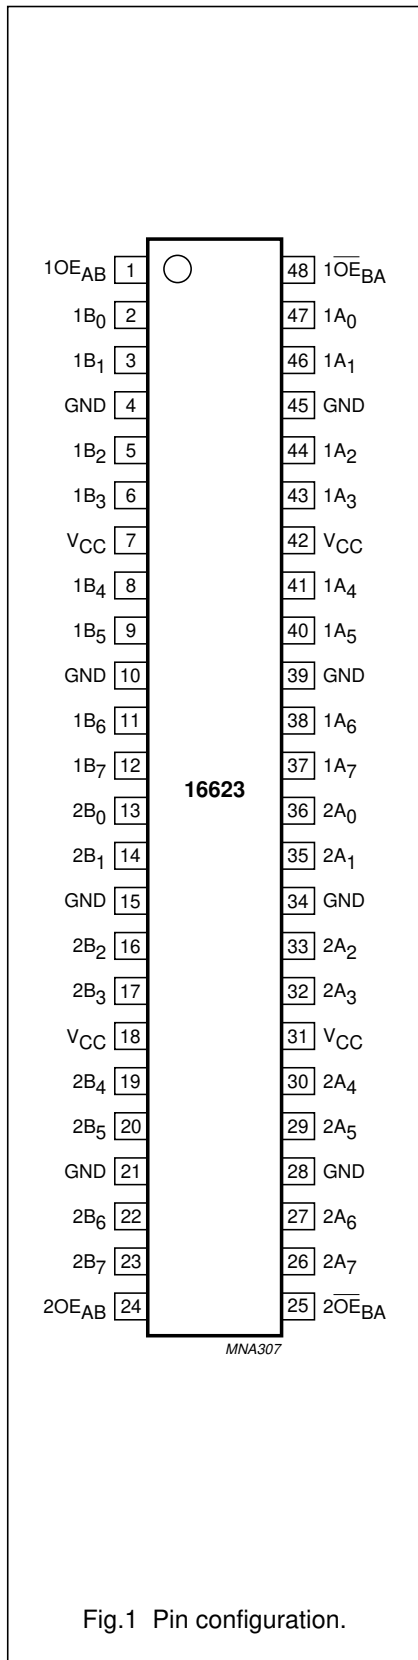 1OE_AB 1 48 1O̅E̅_BA
1B0 2 47 1A0
1B1 3 46 1A1
GND 4 45 GND
1B2 5 44 1A2
1B3 6 43 1A3
VCC 7 42 VCC
1B4 8 41 1A4
1B5 9 40 1A5
GND 10 39 GND
1B6 11 38 1A6
1B7 12 37 1A7
16623
2B0 13 36 2A0
2B1 14 35 2A1
GND 15 34 GND
2B2 16 33 2A2
2B3 17 32 2A3
VCC 18 31 VCC
2B4 19 30 2A4
2B5 20 29 2A5
GND 21 28 GND
2B6 22 27 2A6
2B7 23 26 2A7
2OE_AB 24 25 2O̅E̅_BA
MNA307
Fig.1 Pin configuration.